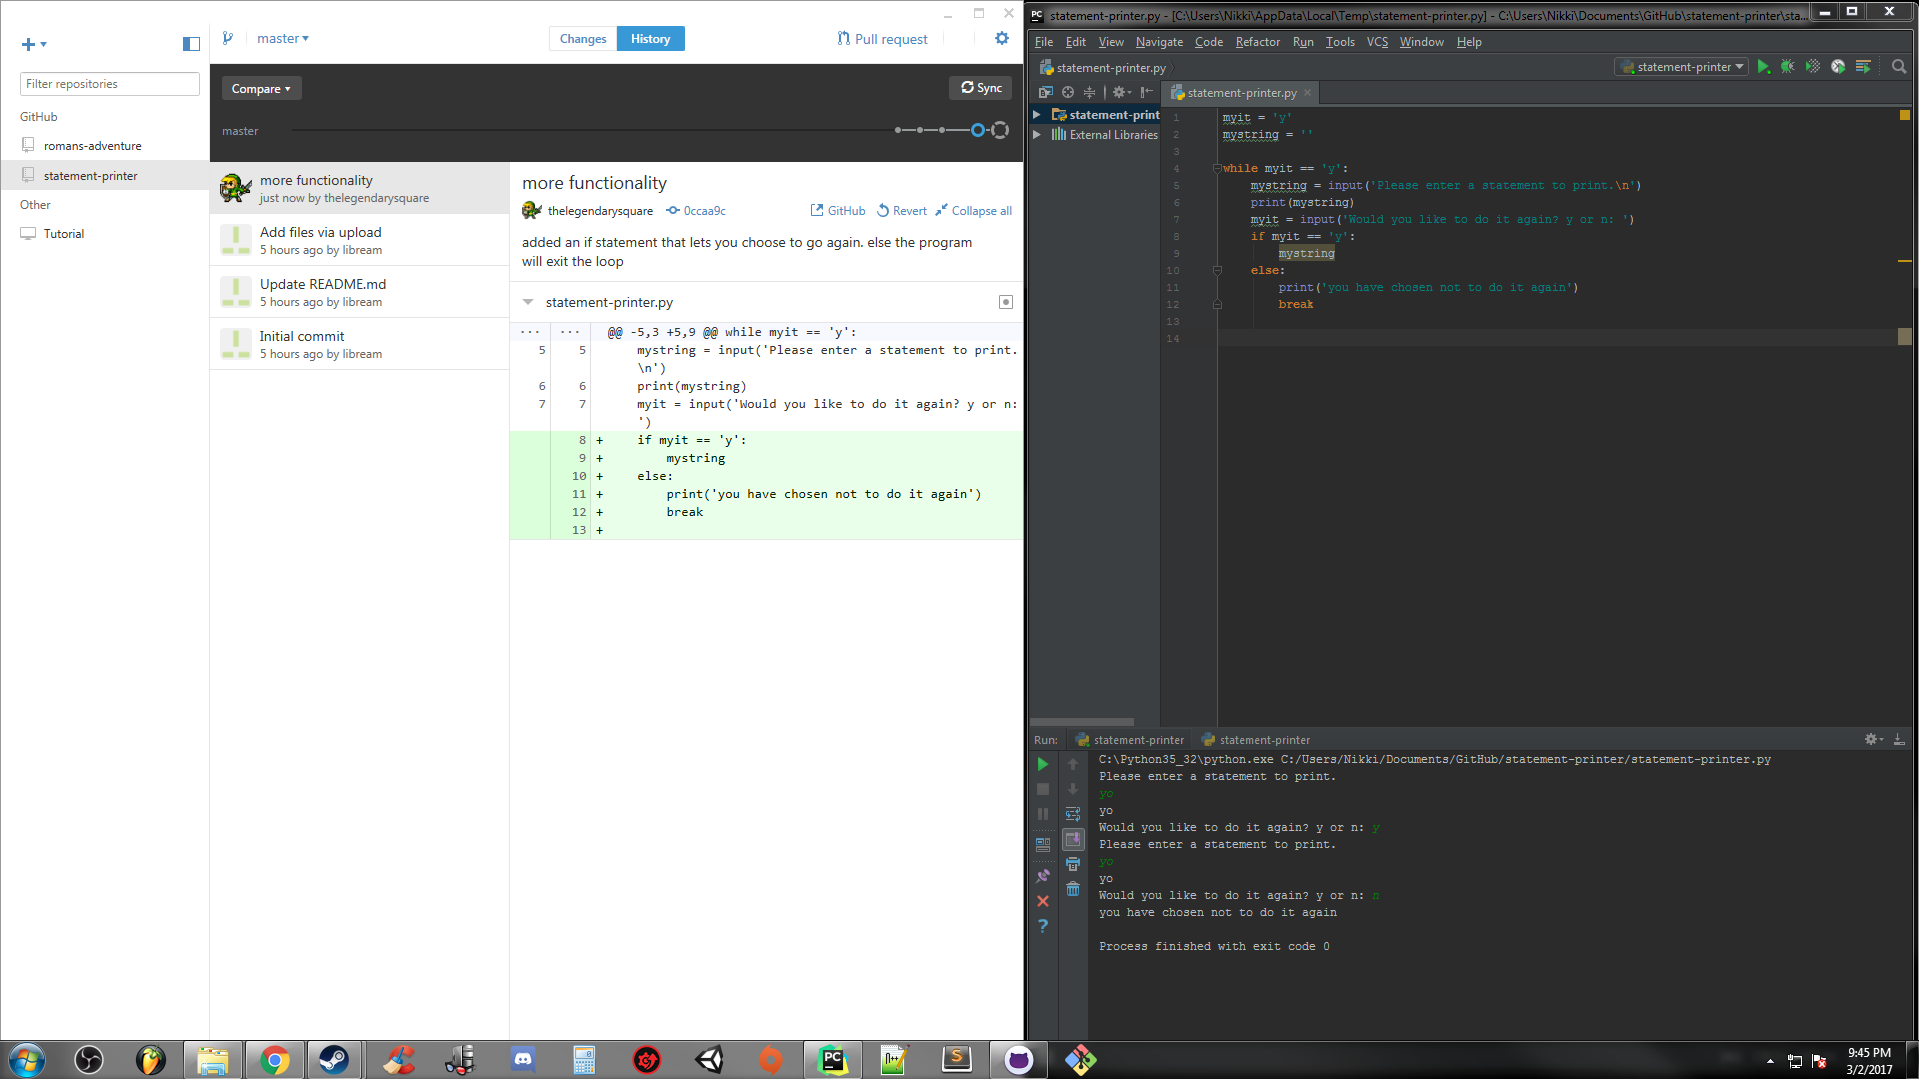 master
Changes
History
Pull request
Filter repositories
GitHub
romans-adventure
statement-printer
Other
Tutorial
Compare
Sync
master
more functionality
just now by thelegendarysquare
Add files via upload
5 hours ago by libream
Update README.md
5 hours ago by libream
Initial commit
5 hours ago by libream
more functionality
thelegendarysquare 0ccaa9c GitHub Revert Collapse all
added an if statement that lets you choose to go again. else the program
will exit the loop
statement-printer.py
... ... @@ -5,3 +5,9 @@ while myit == 'y':
5 5 mystring = input('Please enter a statement to print.
\n')
6 6 print(mystring)
7 7 myit = input('Would you like to do it again? y or n:
')
8 + if myit == 'y':
9 + mystring
10 + else:
11 + print('you have chosen not to do it again')
12 + break
13 +
PC statement-printer.py - [C:\Users\Nikki\AppData\Local\Temp\statement-printer.py] - C:\Users\Nikki\Documents\GitHub\statement-printer\sta...
File Edit View Navigate Code Refactor Run Tools VCS Window Help
statement-printer.py
statement-printer
statement-printer.py
statement-print
External Libraries
1 myit = 'y'
2 mystring = ''
3
4 while myit == 'y':
5 mystring = input('Please enter a statement to print.\n')
6 print(mystring)
7 myit = input('Would you like to do it again? y or n: ')
8 if myit == 'y':
9 mystring
10 else:
11 print('you have chosen not to do it again')
12 break
13
14
Run: statement-printer statement-printer
C:\Python35_32\python.exe C:/Users/Nikki/Documents/GitHub/statement-printer/statement-printer.py
Please enter a statement to print.
yo
yo
Would you like to do it again? y or n: y
Please enter a statement to print.
yo
yo
Would you like to do it again? y or n: n
you have chosen not to do it again
Process finished with exit code 0
PC
S
9:45 PM
3/2/2017